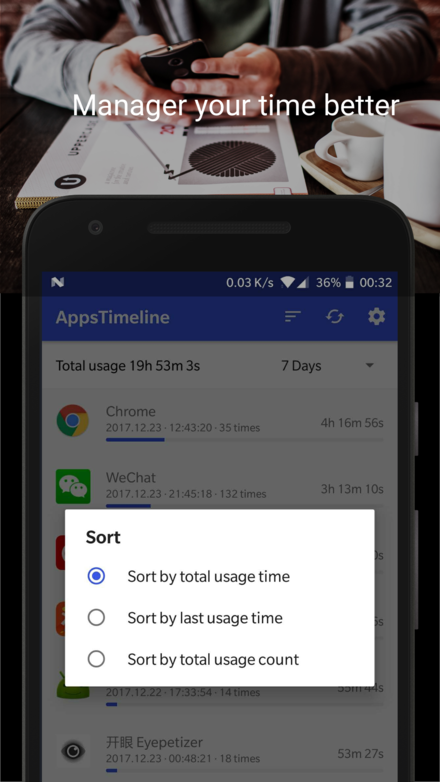 Manager your time better
UPPERCASE
0.03 K/s 36% 00:32
AppsTimeline
Total usage 19h 53m 3s 7 Days
Chrome
2017.12.23 · 12:43:20 · 35 times 4h 16m 56s
WeChat
2017.12.23 · 21:45:18 · 132 times 3h 13m 10s
Sort
Sort by total usage time
Sort by last usage time
Sort by total usage count
2017.12.22 · 17:33:54 · 14 times 55m 44s
开眼 Eyepetizer
2017.12.23 · 00:48:21 · 18 times 53m 27s